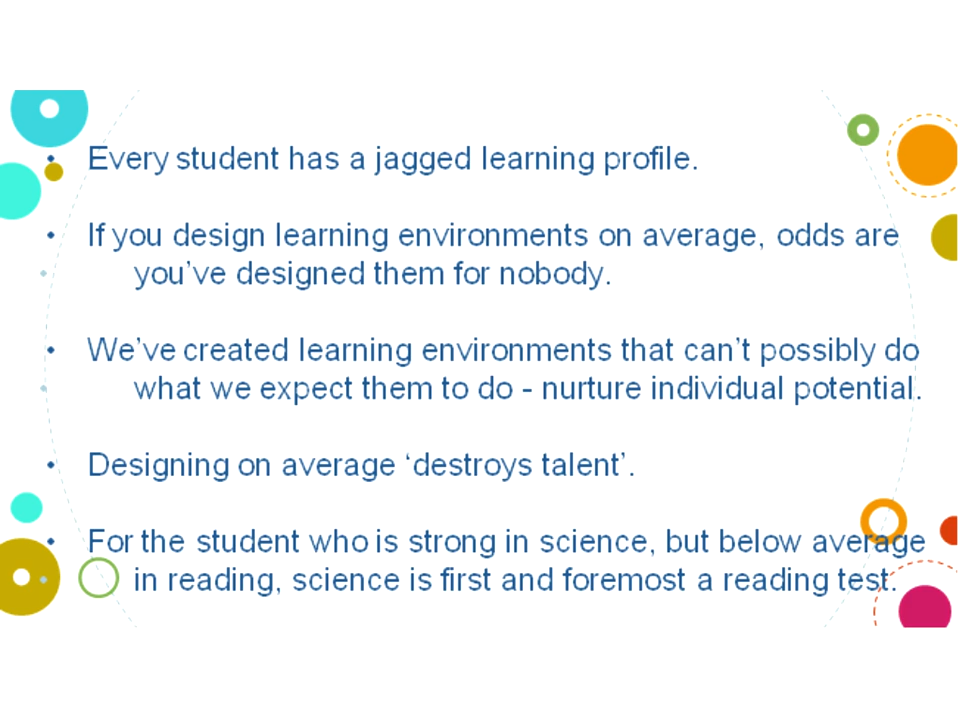 • Every student has a jagged learning profile.
• If you design learning environments on average, odds are
• you’ve designed them for nobody.
• We’ve created learning environments that can’t possibly do
• what we expect them to do - nurture individual potential.
• Designing on average ‘destroys talent’.
• For the student who is strong in science, but below average
• in reading, science is first and foremost a reading test.